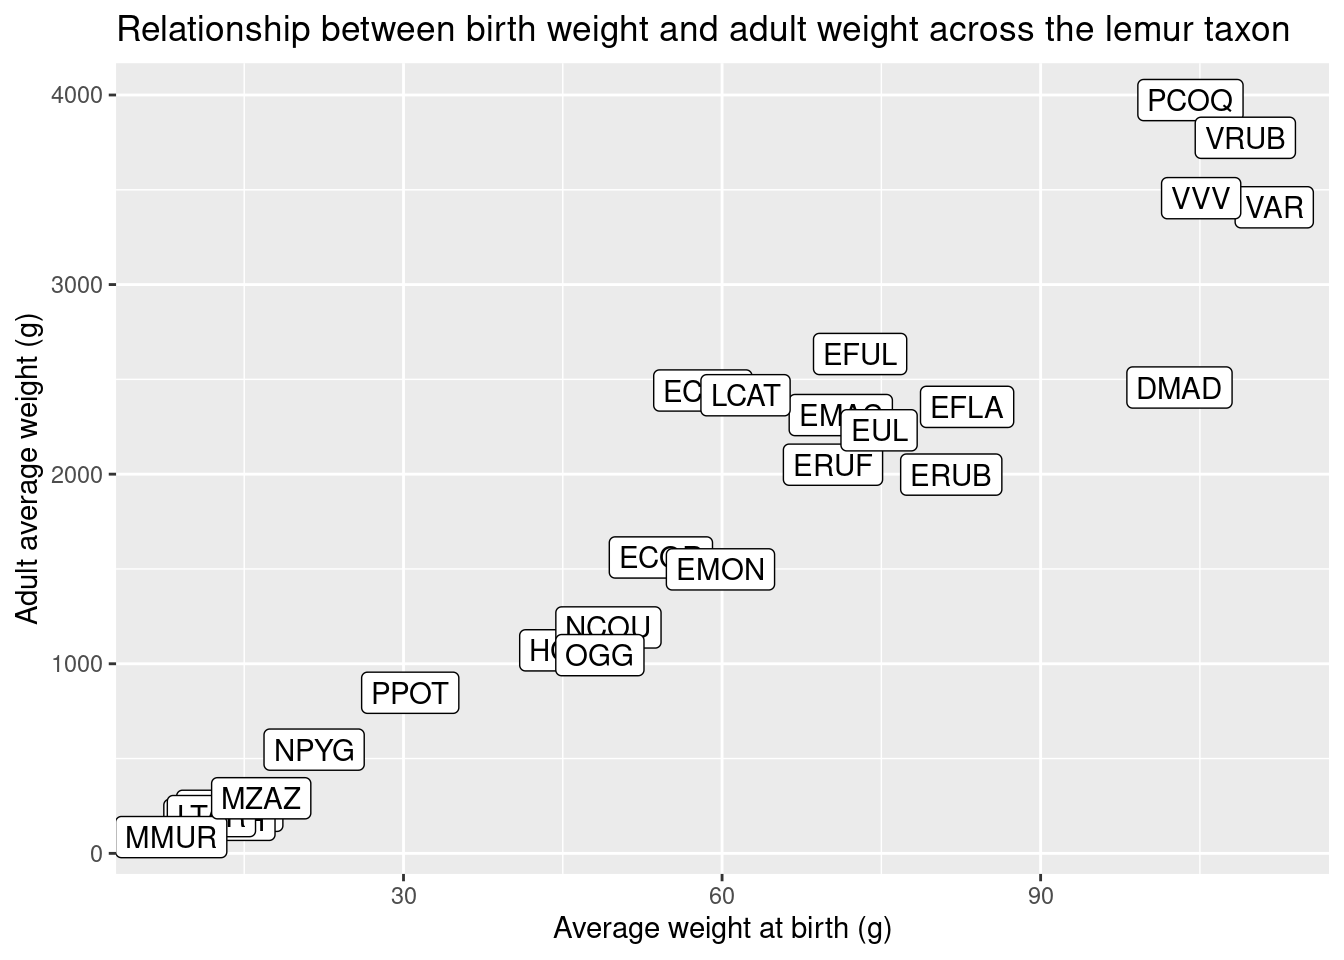 Relationship between birth weight and adult weight across the lemur taxon
Adult average weight (g)
4000
3000
2000
1000
0
PCOQ
VRUB
VVV
VAR
EFUL
DMAD
LCAT
EFLA
EUL
ERUF
ERUB
EMON
NCOU
OGG
PPOT
NPYG
MZAZ
MMUR
30
60
90
Average weight at birth (g)